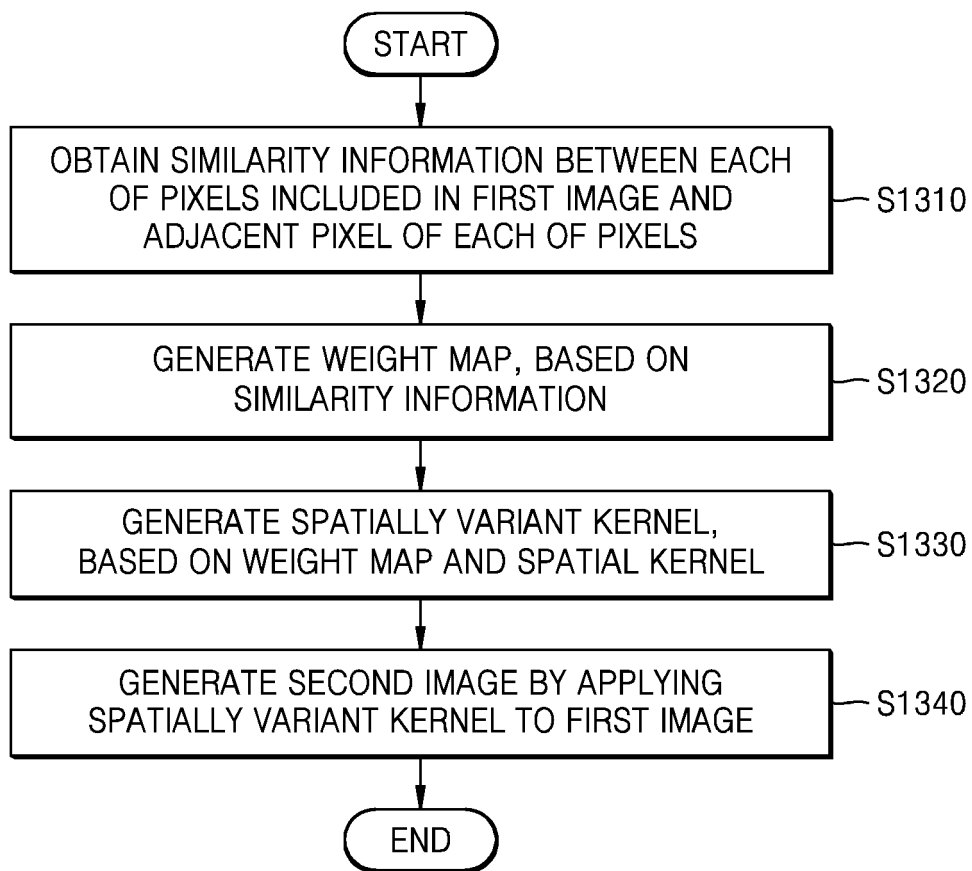 START
OBTAIN SIMILARITY INFORMATION BETWEEN EACH
OF PIXELS INCLUDED IN FIRST IMAGE AND
ADJACENT PIXEL OF EACH OF PIXELS
S1310
GENERATE WEIGHT MAP, BASED ON
SIMILARITY INFORMATION
S1320
GENERATE SPATIALLY VARIANT KERNEL,
BASED ON WEIGHT MAP AND SPATIAL KERNEL
S1330
GENERATE SECOND IMAGE BY APPLYING
SPATIALLY VARIANT KERNEL TO FIRST IMAGE
S1340
END